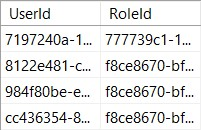 UserId RoleId
7197240a-1... 777739c1-1...
8122e481-c... f8ce8670-bf...
984f80be-e... f8ce8670-bf...
cc436354-8... f8ce8670-bf...